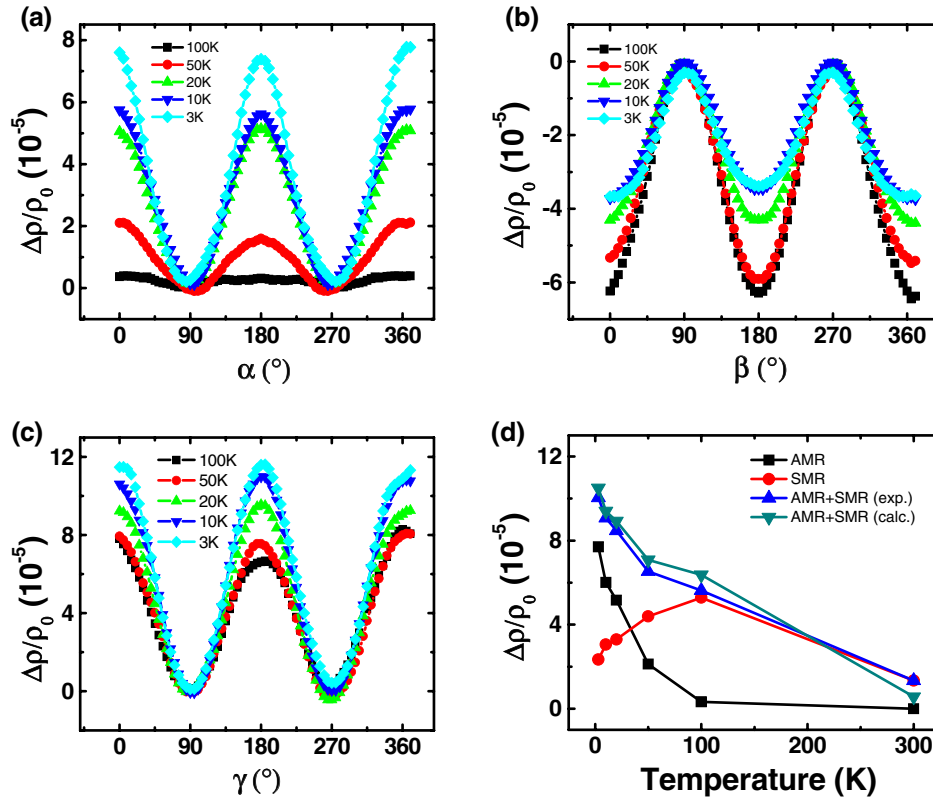 (a)
8
6
4
2
0
Δρ/ρ0 (10-5)
100K
50K
20K
10K
3K
0 90 180 270 360
α (°)
(b)
0
-2
-4
-6
Δρ/ρ0 (10-5)
100K
50K
20K
10K
3K
0 90 180 270 360
β (°)
(c)
12
8
4
0
Δρ/ρ0 (10-5)
100K
50K
20K
10K
3K
0 90 180 270 360
γ (°)
(d)
12
8
4
0
Δρ/ρ0 (10-5)
AMR
SMR
AMR+SMR (exp.)
AMR+SMR (calc.)
0 100 200 300
Temperature (K)